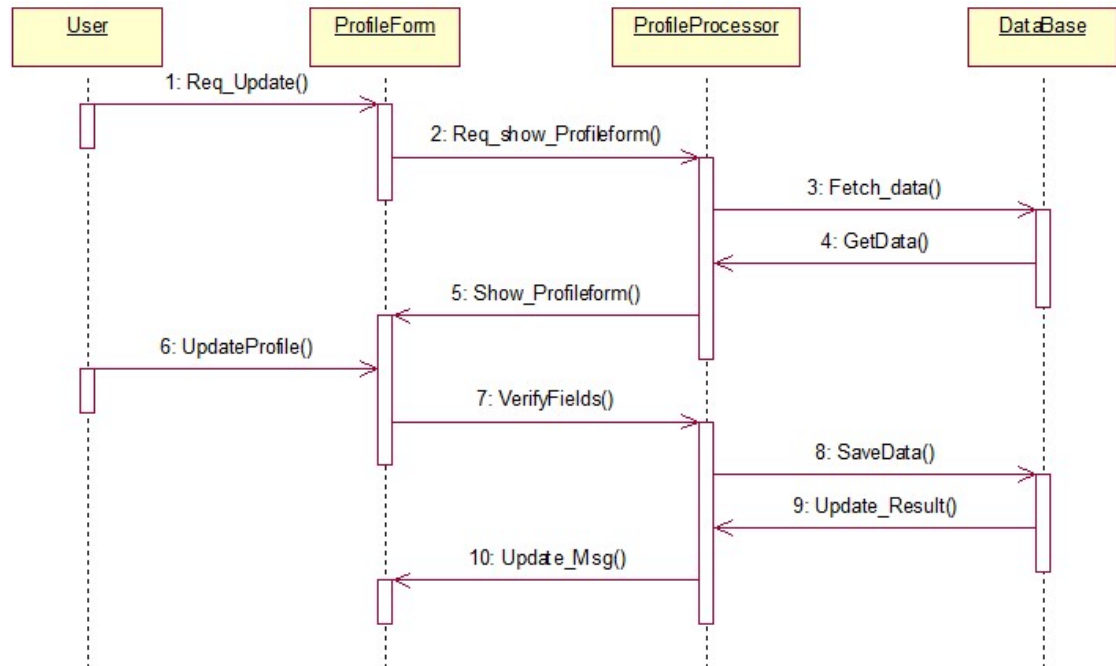 User
ProfileForm
ProfileProcessor
DataBase
1: Req_Update()
2: Req_show_Profileform()
3: Fetch_data()
4: GetData()
5: Show_Profileform()
6: UpdateProfile()
7: VerifyFields()
8: SaveData()
9: Update_Result()
10: Update_Msg()